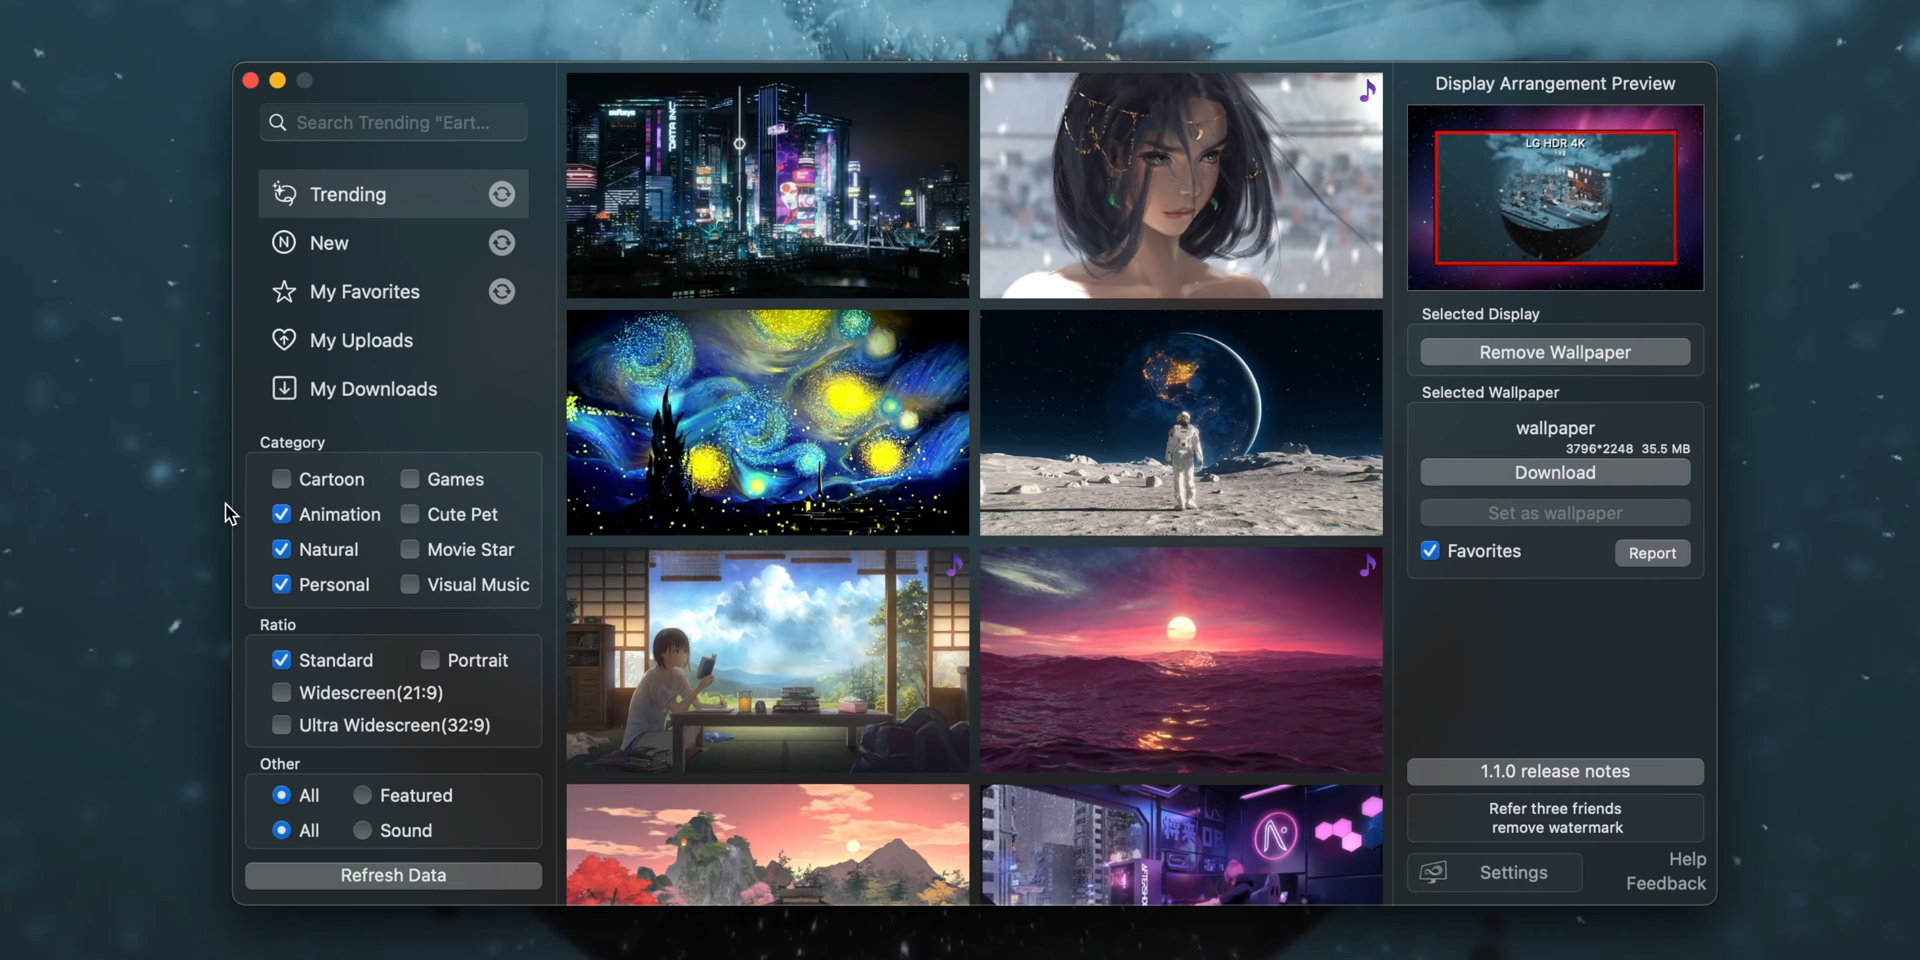 Search Trending "Eart...
Trending
New
My Favorites
My Uploads
My Downloads
Category
Cartoon
Games
Animation
Cute Pet
Natural
Movie Star
Personal
Visual Music
Ratio
Standard
Portrait
Widescreen(21:9)
Ultra Widescreen(32:9)
Other
All
Featured
All
Sound
Refresh Data
DATA INC
Display Arrangement Preview
LG HDR 4K
Selected Display
Remove Wallpaper
Selected Wallpaper
wallpaper
3796*2248 35.5 MB
Download
Set as wallpaper
Favorites
Report
1.1.0 release notes
Refer three friends
remove watermark
Settings
Help
Feedback